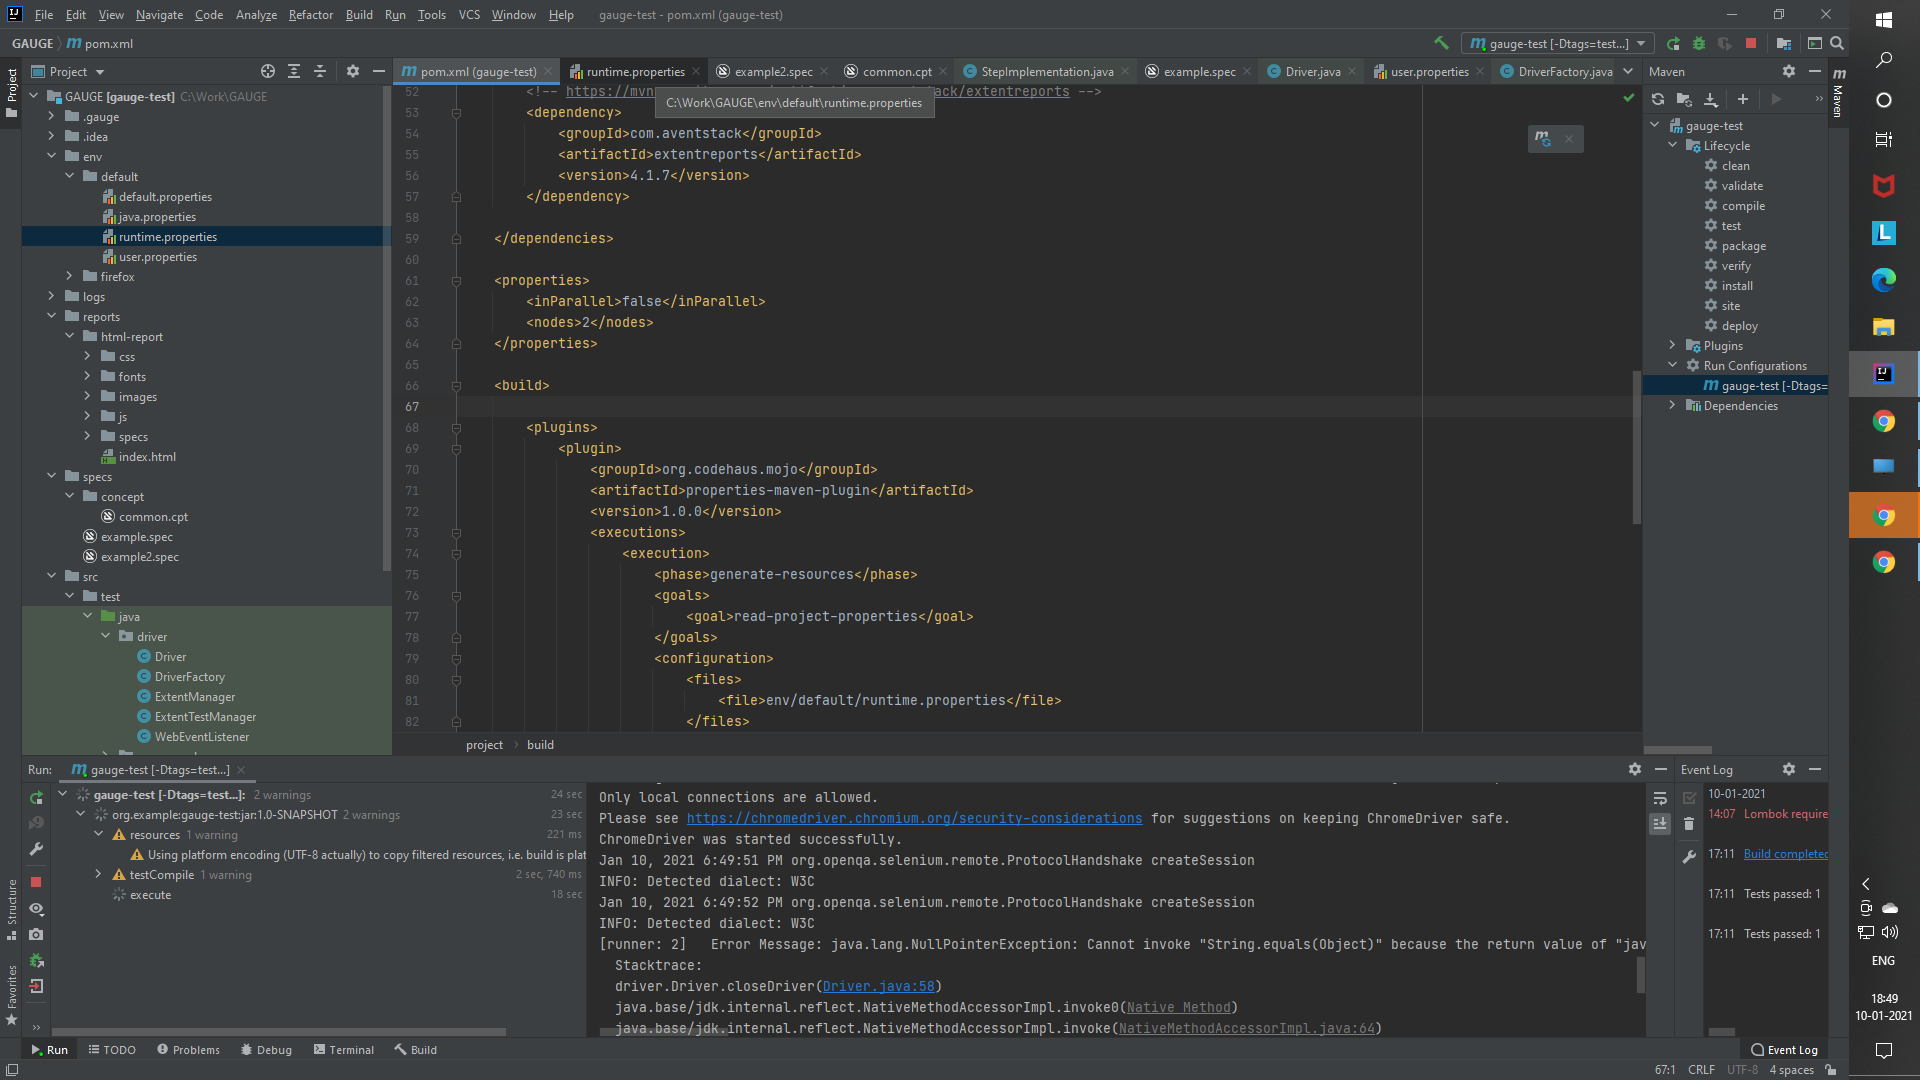 File Edit View Navigate Code Analyze Refactor Build Run Tools VCS Window Help gauge-test - pom.xml (gauge-test)
GAUGE pom.xml
gauge-test [-Dtags=test...]
Project
pom.xml (gauge-test) runtime.properties example2.spec common.cpt StepImplementation.java example.spec Driver.java user.properties DriverFactory.java
Maven
C:\Work\GAUGE\env\default\runtime.properties
Project
Structure
Favorites
GAUGE [gauge-test] C:\Work\GAUGE
.gauge
.idea
env
default
default.properties
java.properties
runtime.properties
user.properties
firefox
logs
reports
html-report
css
fonts
images
js
specs
index.html
specs
concept
common.cpt
example.spec
example2.spec
src
test
java
driver
Driver
DriverFactory
ExtentManager
ExtentTestManager
WebEventListener
52 <!-- https://mvn stack/extentreports -->
53 <dependency>
54 <groupId>com.aventstack</groupId>
55 <artifactId>extentreports</artifactId>
56 <version>4.1.7</version>
57 </dependency>
58
59 </dependencies>
60
61 <properties>
62 <inParallel>false</inParallel>
63 <nodes>2</nodes>
64 </properties>
65
66 <build>
67
68 <plugins>
69 <plugin>
70 <groupId>org.codehaus.mojo</groupId>
71 <artifactId>properties-maven-plugin</artifactId>
72 <version>1.0.0</version>
73 <executions>
74 <execution>
75 <phase>generate-resources</phase>
76 <goals>
77 <goal>read-project-properties</goal>
78 </goals>
79 <configuration>
80 <files>
81 <file>env/default/runtime.properties</file>
82 </files>
project build
gauge-test
Lifecycle
clean
validate
compile
test
package
verify
install
site
deploy
Plugins
Run Configurations
gauge-test [-Dtags=
Dependencies
Maven
Run: gauge-test [-Dtags=test...]
gauge-test [-Dtags=test...]: 2 warnings 24 sec
org.example:gauge-test:jar:1.0-SNAPSHOT 2 warnings 23 sec
resources 1 warning 221 ms
Using platform encoding (UTF-8 actually) to copy filtered resources, i.e. build is plat
testCompile 1 warning 2 sec, 740 ms
execute 18 sec
Only local connections are allowed.
Please see https://chromedriver.chromium.org/security-considerations for suggestions on keeping ChromeDriver safe.
ChromeDriver was started successfully.
Jan 10, 2021 6:49:51 PM org.openqa.selenium.remote.ProtocolHandshake createSession
INFO: Detected dialect: W3C
Jan 10, 2021 6:49:52 PM org.openqa.selenium.remote.ProtocolHandshake createSession
INFO: Detected dialect: W3C
[runner: 2] Error Message: java.lang.NullPointerException: Cannot invoke "String.equals(Object)" because the return value of "jav
Stacktrace:
driver.Driver.closeDriver(Driver.java:58)
java.base/jdk.internal.reflect.NativeMethodAccessorImpl.invoke0(Native Method)
java.base/jdk.internal.reflect.NativeMethodAccessorImpl.invoke(NativeMethodAccessorImpl.java:64)
Event Log
10-01-2021
14:07 Lombok require
17:11 Build completed
17:11 Tests passed: 1
17:11 Tests passed: 1
Run TODO Problems Debug Terminal Build Event Log
67:1 CRLF UTF-8 4 spaces
ENG
18:49
10-01-2021